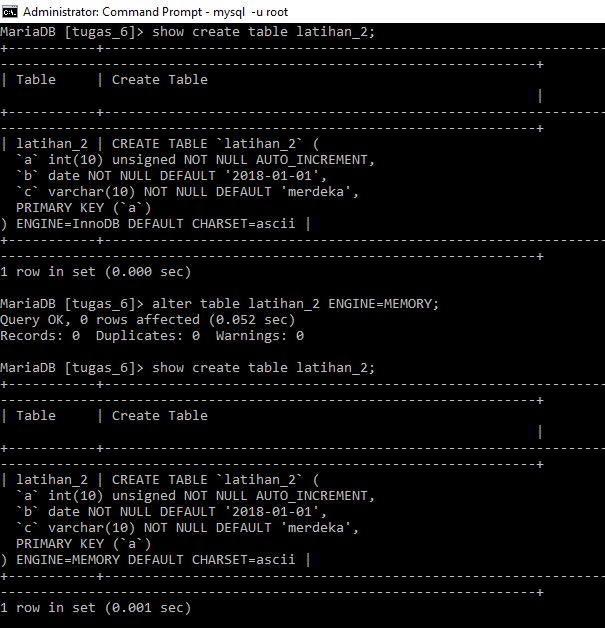 Administrator: Command Prompt - mysql  -u root
MariaDB [tugas_6]> show create table latihan_2;
+-----------+---------------------------------------------------------------
-------------------------------------------------------------------+
| Table     | Create Table
                                                                   |
+-----------+---------------------------------------------------------------
-------------------------------------------------------------------+
| latihan_2 | CREATE TABLE `latihan_2` (
  `a` int(10) unsigned NOT NULL AUTO_INCREMENT,
  `b` date NOT NULL DEFAULT '2018-01-01',
  `c` varchar(10) NOT NULL DEFAULT 'merdeka',
  PRIMARY KEY (`a`)
) ENGINE=InnoDB DEFAULT CHARSET=ascii |
+-----------+---------------------------------------------------------------
-------------------------------------------------------------------+
1 row in set (0.000 sec)
MariaDB [tugas_6]> alter table latihan_2 ENGINE=MEMORY;
Query OK, 0 rows affected (0.052 sec)
Records: 0  Duplicates: 0  Warnings: 0
MariaDB [tugas_6]> show create table latihan_2;
+-----------+---------------------------------------------------------------
-------------------------------------------------------------------+
| Table     | Create Table
                                                                   |
+-----------+---------------------------------------------------------------
-------------------------------------------------------------------+
| latihan_2 | CREATE TABLE `latihan_2` (
  `a` int(10) unsigned NOT NULL AUTO_INCREMENT,
  `b` date NOT NULL DEFAULT '2018-01-01',
  `c` varchar(10) NOT NULL DEFAULT 'merdeka',
  PRIMARY KEY (`a`)
) ENGINE=MEMORY DEFAULT CHARSET=ascii |
+-----------+---------------------------------------------------------------
-------------------------------------------------------------------+
1 row in set (0.001 sec)